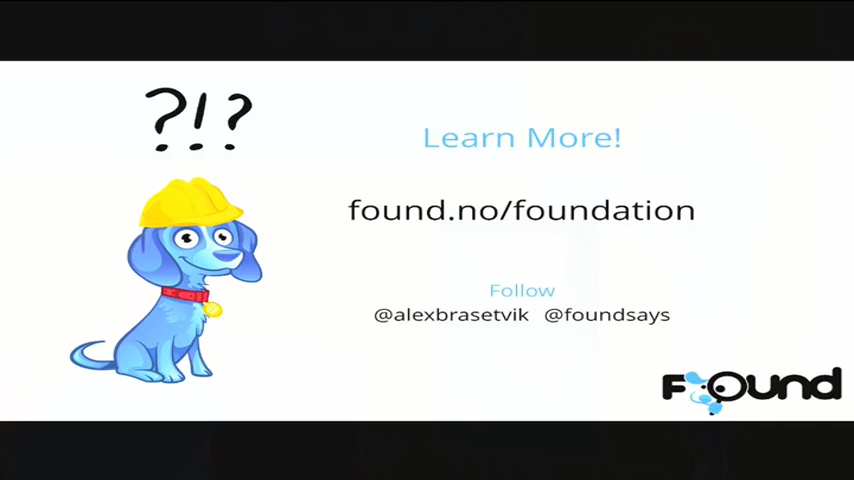 ?!?
Learn More!
found.no/foundation
Follow
@alexbrasetvik @foundsays
Found